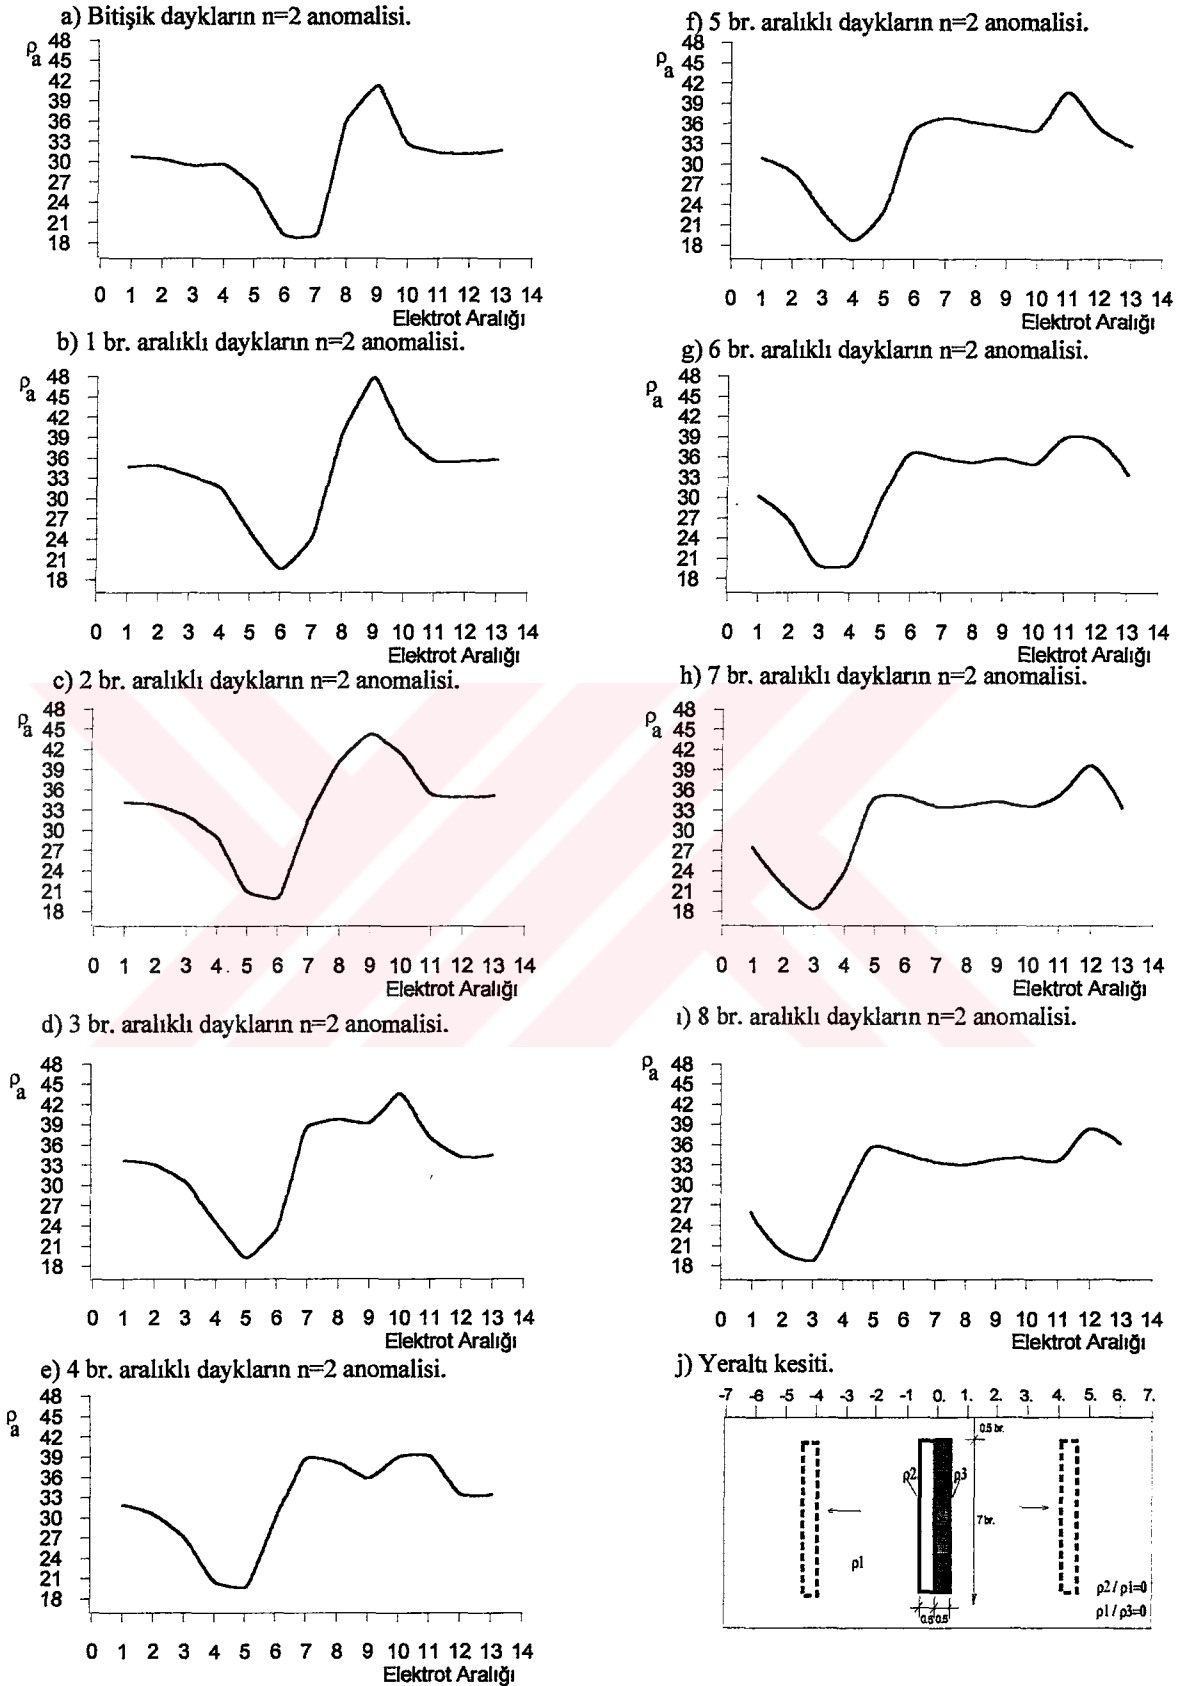 a) Bitişik daykların n=2 anomalisi.
ρa
48
45
42
39
36
33
30
27
24
21
18
0 1 2 3 4 5 6 7 8 9 10 11 12 13 14
Elektrot Aralığı
b) 1 br. aralıklı daykların n=2 anomalisi.
ρa
48
45
42
39
36
33
30
27
24
21
18
0 1 2 3 4 5 6 7 8 9 10 11 12 13 14
Elektrot Aralığı
c) 2 br. aralıklı daykların n=2 anomalisi.
ρa
48
45
42
39
36
33
30
27
24
21
18
0 1 2 3 4. 5 6 7 8 9 10 11 12 13 14
Elektrot Aralığı
d) 3 br. aralıklı daykların n=2 anomalisi.
ρa
48
45
42
39
36
33
30
27
24
21
18
0 1 2 3 4 5 6 7 8 9 10 11 12 13 14
Elektrot Aralığı
e) 4 br. aralıklı daykların n=2 anomalisi.
ρa
48
45
42
39
36
33
30
27
24
21
18
0 1 2 3 4 5 6 7 8 9 10 11 12 13 14
Elektrot Aralığı
f) 5 br. aralıklı daykların n=2 anomalisi.
ρa
48
45
42
39
36
33
30
27
24
21
18
0 1 2 3 4 5 6 7 8 9 10 11 12 13 14
Elektrot Aralığı
g) 6 br. aralıklı daykların n=2 anomalisi.
ρa
48
45
42
39
36
33
30
27
24
21
18
0 1 2 3 4 5 6 7 8 9 10 11 12 13 14
Elektrot Aralığı
h) 7 br. aralıklı daykların n=2 anomalisi.
ρa
48
45
42
39
36
33
30
27
24
21
18
0 1 2 3 4 5 6 7 8 9 10 11 12 13 14
Elektrot Aralığı
ı) 8 br. aralıklı daykların n=2 anomalisi.
ρa
48
45
42
39
36
33
30
27
24
21
18
0 1 2 3 4 5 6 7 8 9 10 11 12 13 14
Elektrot Aralığı
j) Yeraltı kesiti.
-7 -6 -5 -4 -3 -2 -1 0. 1. 2. 3. 4. 5. 6. 7.
0.5 br.
ρ2 ρ3
7 br.
ρ1
ρ2 / ρ1=0
ρ1 / ρ3=0
0.5 0.5